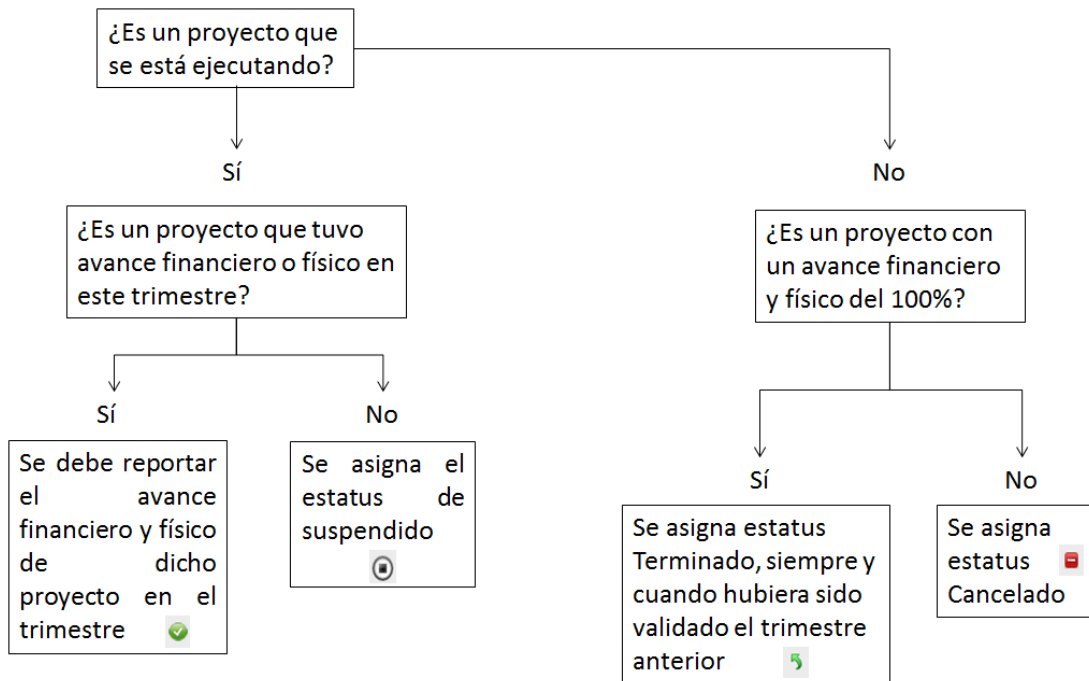 ¿Es un proyecto que
se está ejecutando?
Sí
No
¿Es un proyecto que tuvo
avance financiero o físico en
este trimestre?
¿Es un proyecto con
un avance financiero
y físico del 100%?
Sí
No
Se debe reportar
el avance
financiero y físico
de dicho
proyecto en el
trimestre
Se asigna el
estatus de
suspendido
Sí
No
Se asigna estatus
Terminado, siempre y
cuando hubiera sido
validado el trimestre
anterior
Se asigna
estatus
Cancelado